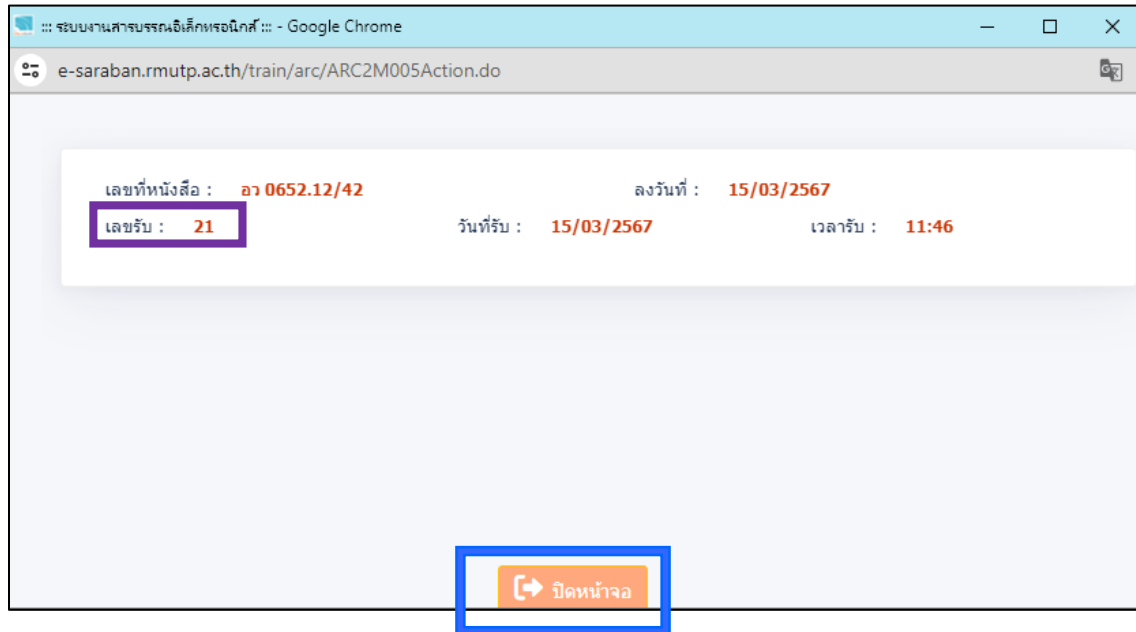 ::: ระบบงานสารบรรณอิเล็กทรอนิกส์ ::: - Google Chrome
e-saraban.rmutp.ac.th/train/arc/ARC2M005Action.do
เลขที่หนังสือ : อว 0652.12/42 ลงวันที่ : 15/03/2567
เลขรับ : 21 วันที่รับ : 15/03/2567 เวลารับ : 11:46
ปิดหน้าจอ